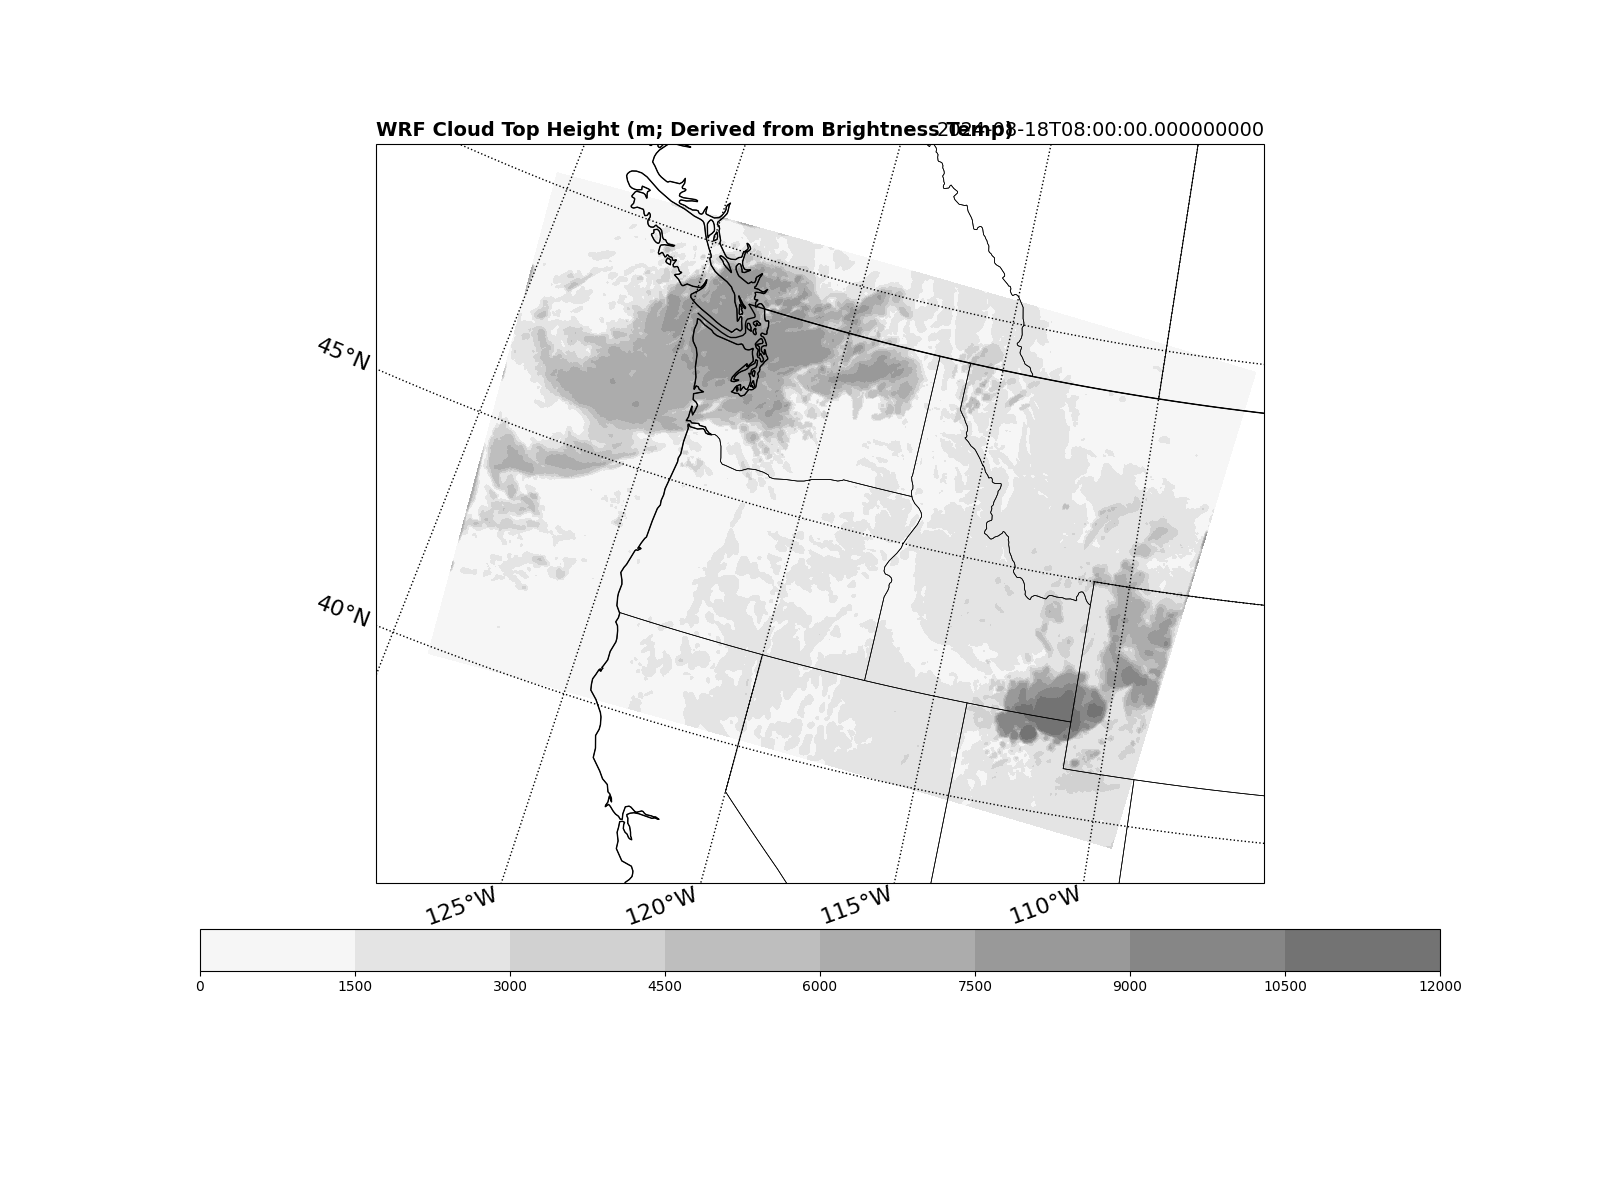 WRF Cloud Top Height (m; Derived from Brightness Temp) 2024-08-18T08:00:00.000000000
45°N
40°N
125°W 120°W 115°W 110°W
0 1500 3000 4500 6000 7500 9000 10500 12000